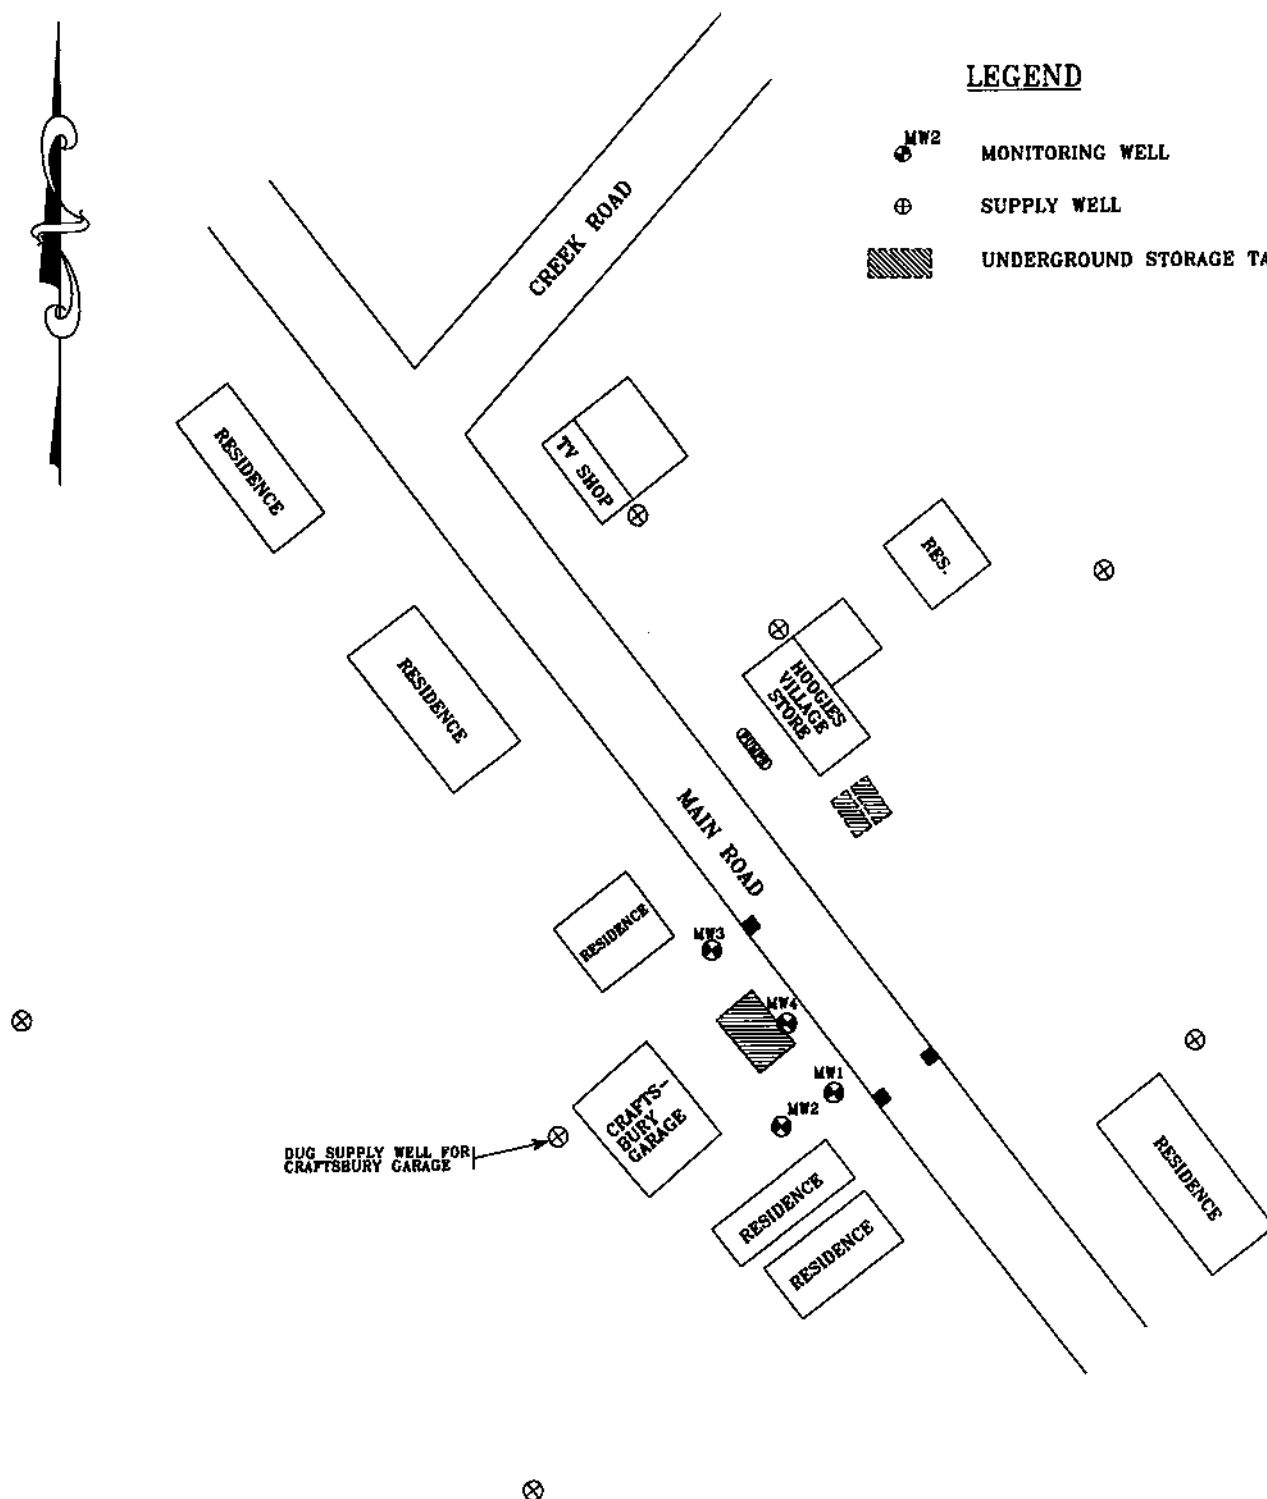 LEGEND
MW2
MONITORING WELL
SUPPLY WELL
UNDERGROUND STORAGE TA
CREEK ROAD
RESIDENCE
TV SHOP
RES.
RESIDENCE
HOOGIES
VILLAGE
STORE
MAIN ROAD
RESIDENCE
MW3
MW4
MW1
MW2
CRAFTS-
BURY
GARAGE
DUG SUPPLY WELL FOR
CRAFTSBURY GARAGE
RESIDENCE
RESIDENCE
RESIDENCE